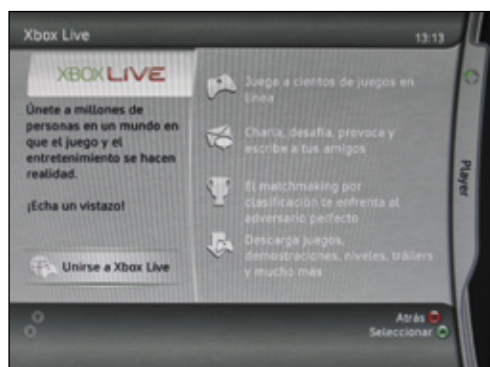 Xbox Live
13:13
XBOX LIVE
Únete a millones de
personas en un mundo en
que el juego y el
entretenimiento se hacen
realidad.
¡Echa un vistazo!
Unirse a Xbox Live
Juega a cientos de juegos en
línea
Charla, desafía, provoca y
escribe a tus amigos
El matchmaking por
clasificación te enfrenta al
adversario perfecto
Descarga juegos,
demostraciones, niveles, tráilers
y mucho más
Player
Atrás
Seleccionar